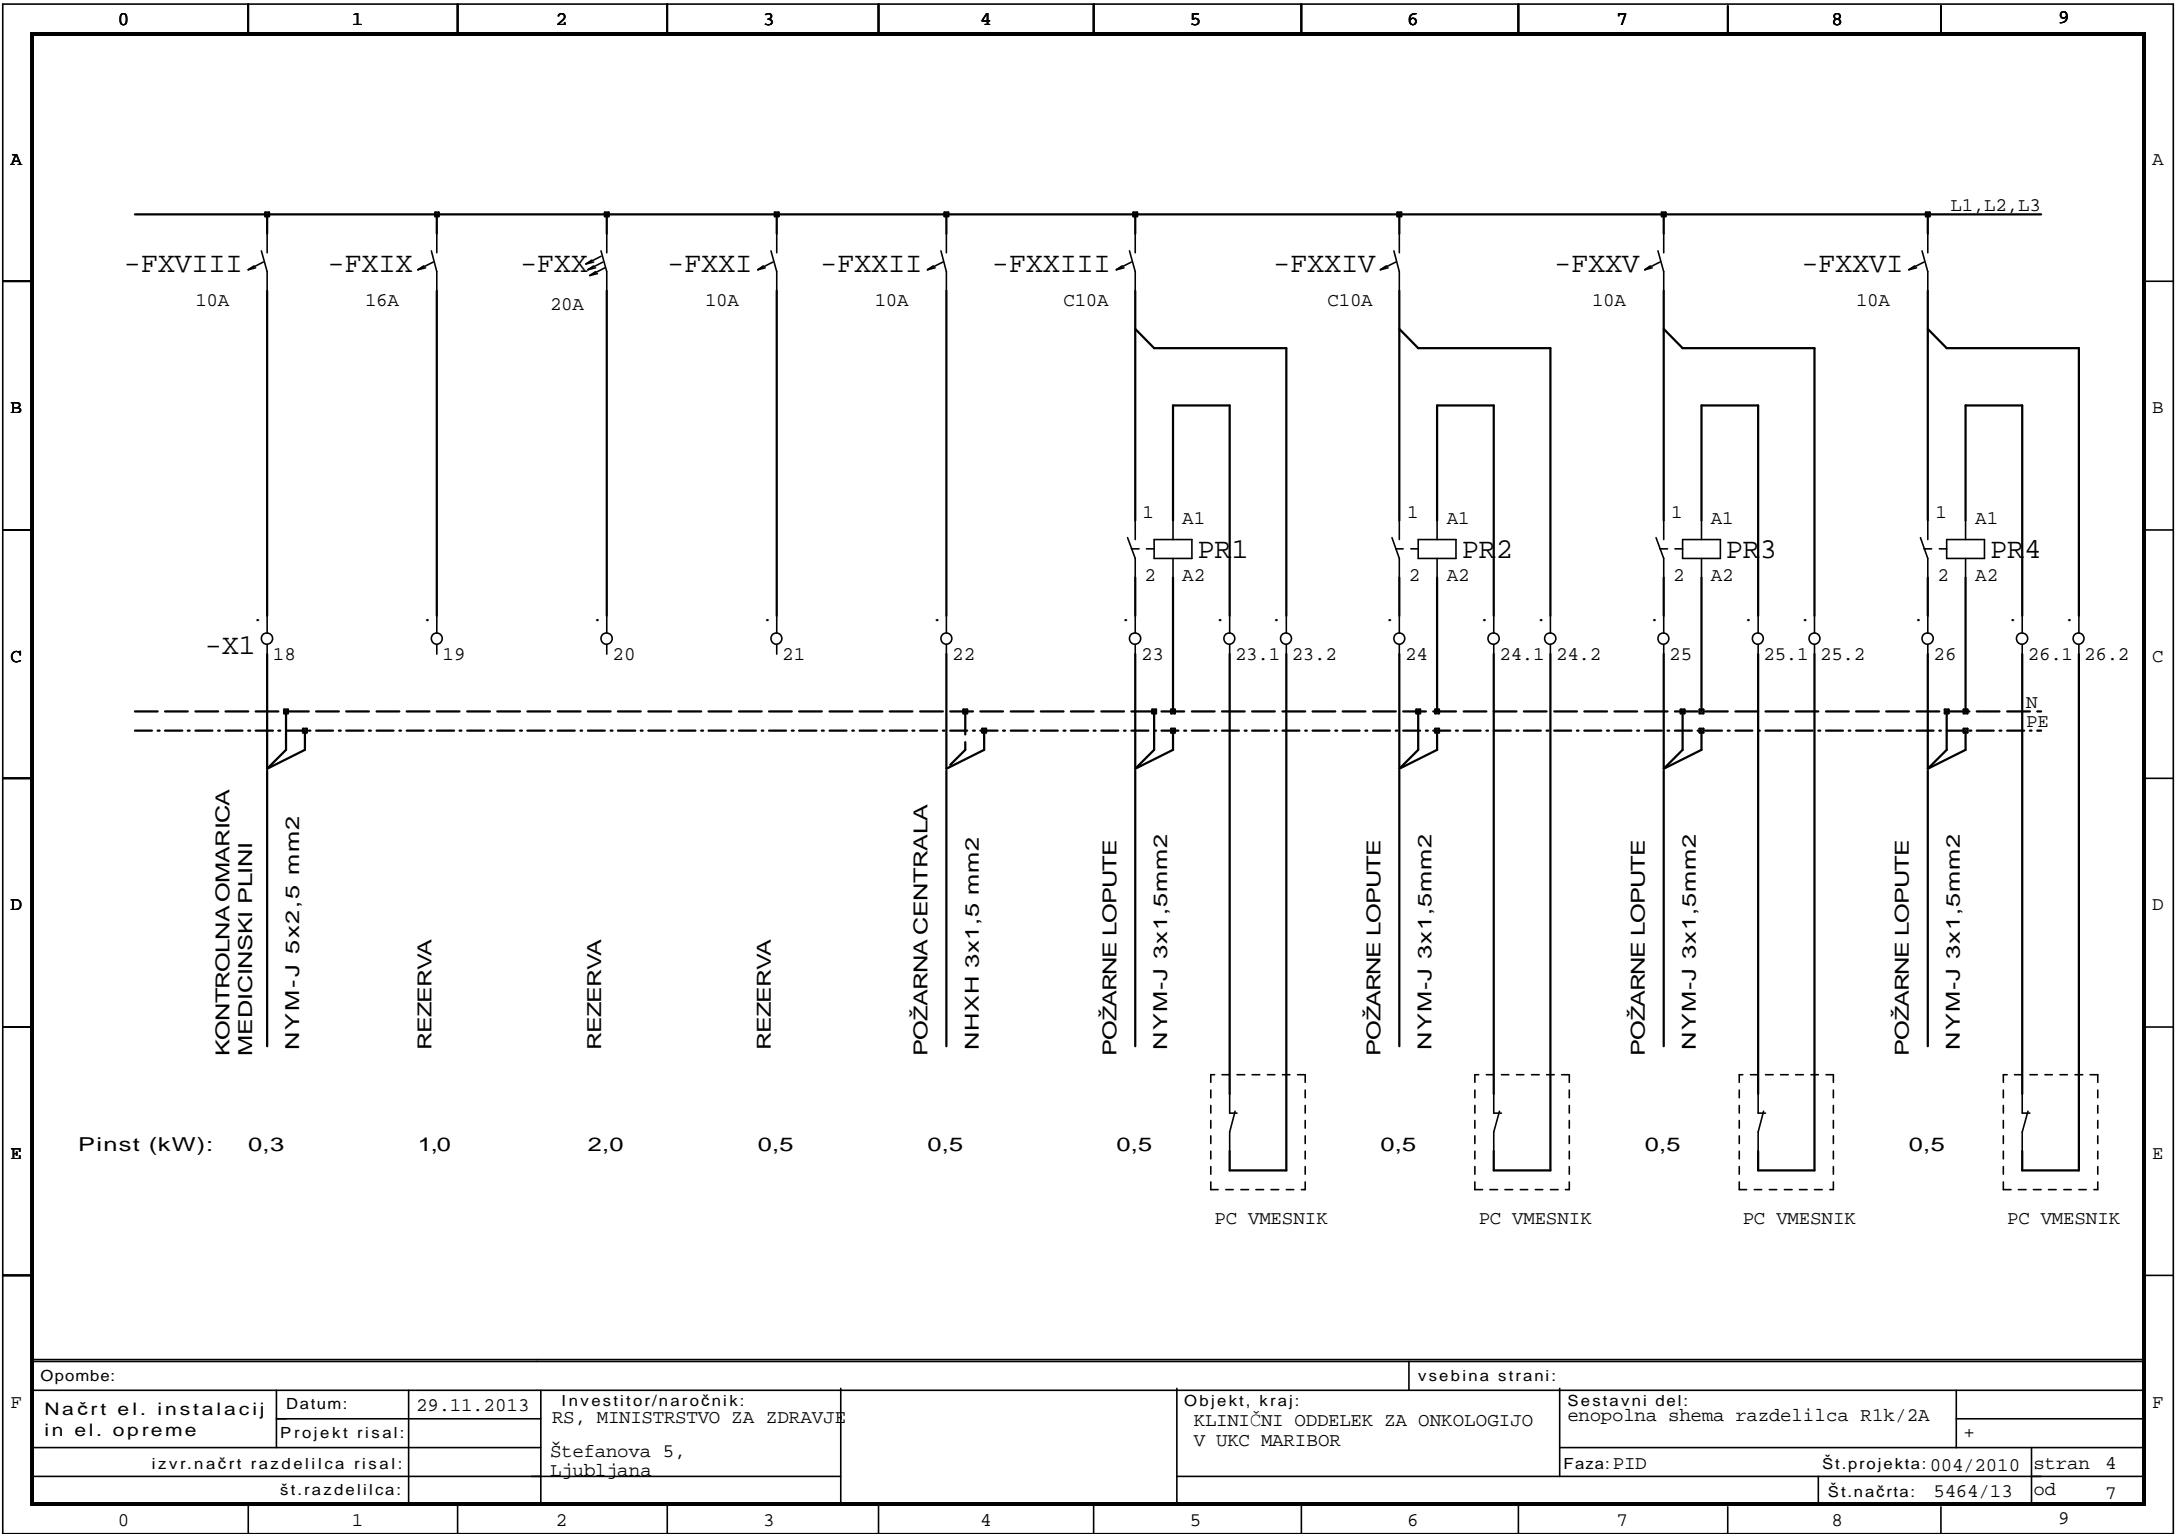 0 1 2 3 4 5 6 7 8 9
A A
L1,L2,L3
-FXVIII -FXIX -FXX -FXXI -FXXII -FXXIII -FXXIV -FXXV -FXXVI
10A 16A 20A 10A 10A C10A C10A 10A 10A
B B
1 A1 1 A1 1 A1 1 A1
PR1 PR2 PR3 PR4
2 A2 2 A2 2 A2 2 A2
-X1 18 19 20 21 22 23 23.1 23.2 24 24.1 24.2 25 25.1 25.2 26 26.1 26.2
C C
N
PE
KONTROLNA OMARICA
MEDICINSKI PLINI
NYM-J 5x2,5 mm2
REZERVA
REZERVA
REZERVA
POŽARNA CENTRALA
NHXH 3x1,5 mm2
POŽARNE LOPUTE
NYM-J 3x1,5mm2
POŽARNE LOPUTE
NYM-J 3x1,5mm2
POŽARNE LOPUTE
NYM-J 3x1,5mm2
POŽARNE LOPUTE
NYM-J 3x1,5mm2
D D
Pinst (kW): 0,3 1,0 2,0 0,5 0,5 0,5 0,5 0,5 0,5
E E
PC VMESNIK PC VMESNIK PC VMESNIK PC VMESNIK
Opombe:
vsebina strani:
F F
Načrt el. instalacij
in el. opreme
Datum: 29.11.2013
Projekt risal:
izvr.načrt razdelilca risal:
št.razdelilca:
Investitor/naročnik:
RS, MINISTRSTVO ZA ZDRAVJE
Štefanova 5,
Ljubljana
Objekt, kraj:
KLINIČNI ODDELEK ZA ONKOLOGIJO
V UKC MARIBOR
Sestavni del:
enopolna shema razdelilca R1k/2A
+
Faza: PID
Št.projekta: 004/2010
stran 4
Št.načrta: 5464/13
od 7
0 1 2 3 4 5 6 7 8 9